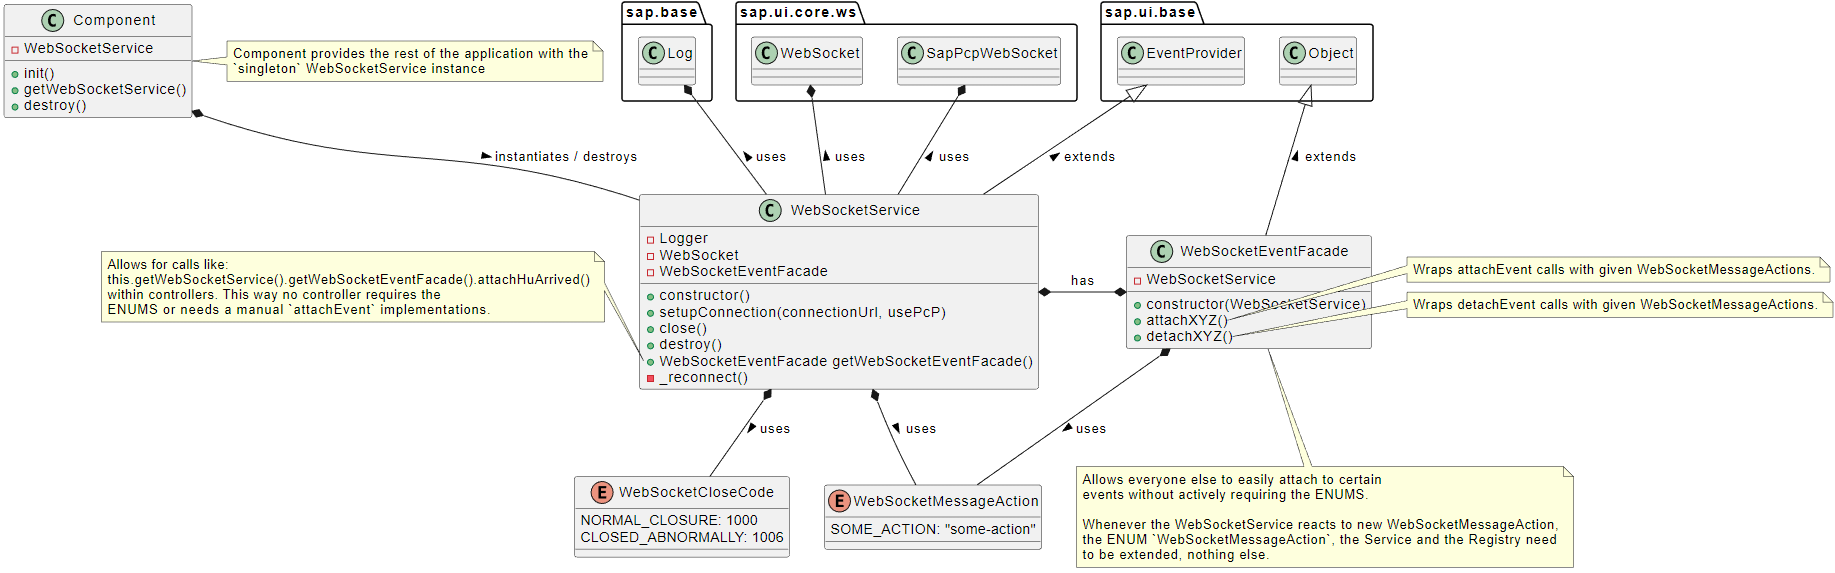 Component
WebSocketService
init()
getWebSocketService()
destroy()
Component provides the rest of the application with the
`singleton` WebSocketService instance
sap.base
Log
sap.ui.core.ws
WebSocket
SapPcpWebSocket
sap.ui.base
EventProvider
Object
instantiates / destroys
uses
uses
uses
extends
extends
WebSocketService
Logger
WebSocket
WebSocketEventFacade
constructor()
setupConnection(connectionUrl, usePcP)
close()
destroy()
WebSocketEventFacade getWebSocketEventFacade()
_reconnect()
Allows for calls like:
this.getWebSocketService().getWebSocketEventFacade().attachHuArrived()
within controllers. This way no controller requires the
ENUMS or needs a manual `attachEvent` implementations.
has
WebSocketEventFacade
WebSocketService
constructor(WebSocketService)
attachXYZ()
detachXYZ()
Wraps attachEvent calls with given WebSocketMessageActions.
Wraps detachEvent calls with given WebSocketMessageActions.
uses
uses
uses
WebSocketCloseCode
NORMAL_CLOSURE: 1000
CLOSED_ABNORMALLY: 1006
WebSocketMessageAction
SOME_ACTION: "some-action"
Allows everyone else to easily attach to certain
events without actively requiring the ENUMS.
Whenever the WebSocketService reacts to new WebSocketMessageAction,
the ENUM `WebSocketMessageAction`, the Service and the Registry need
to be extended, nothing else.